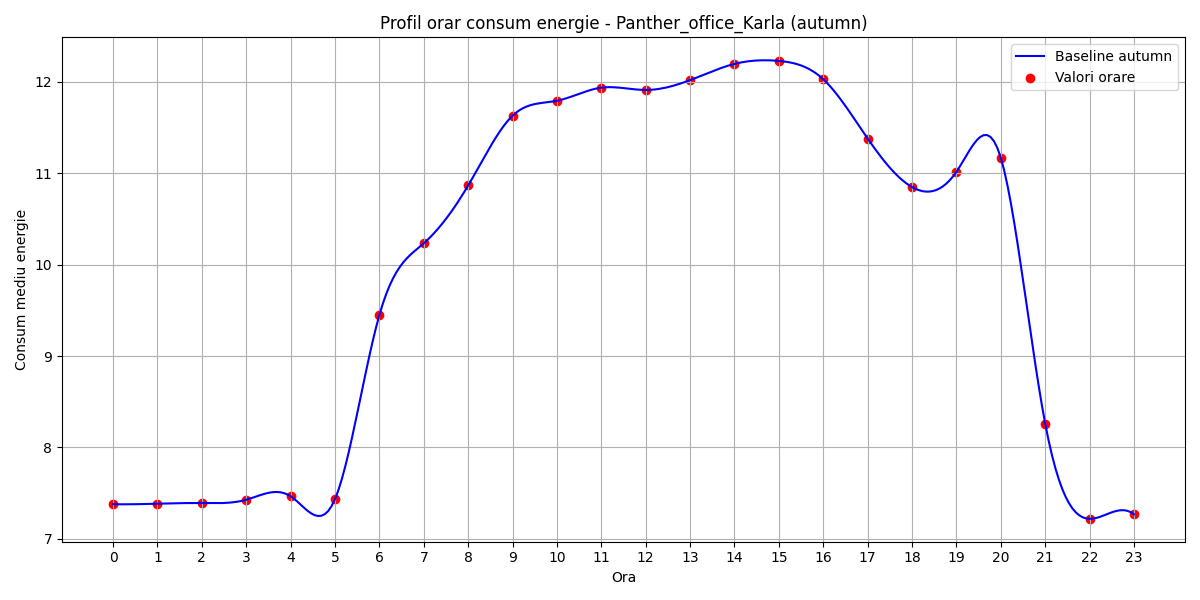 Profil orar consum energie - Panther_office_Karla (autumn)
Baseline autumn
Valori orare
Consum mediu energie
12
11
10
9
8
7
0 1 2 3 4 5 6 7 8 9 10 11 12 13 14 15 16 17 18 19 20 21 22 23
Ora